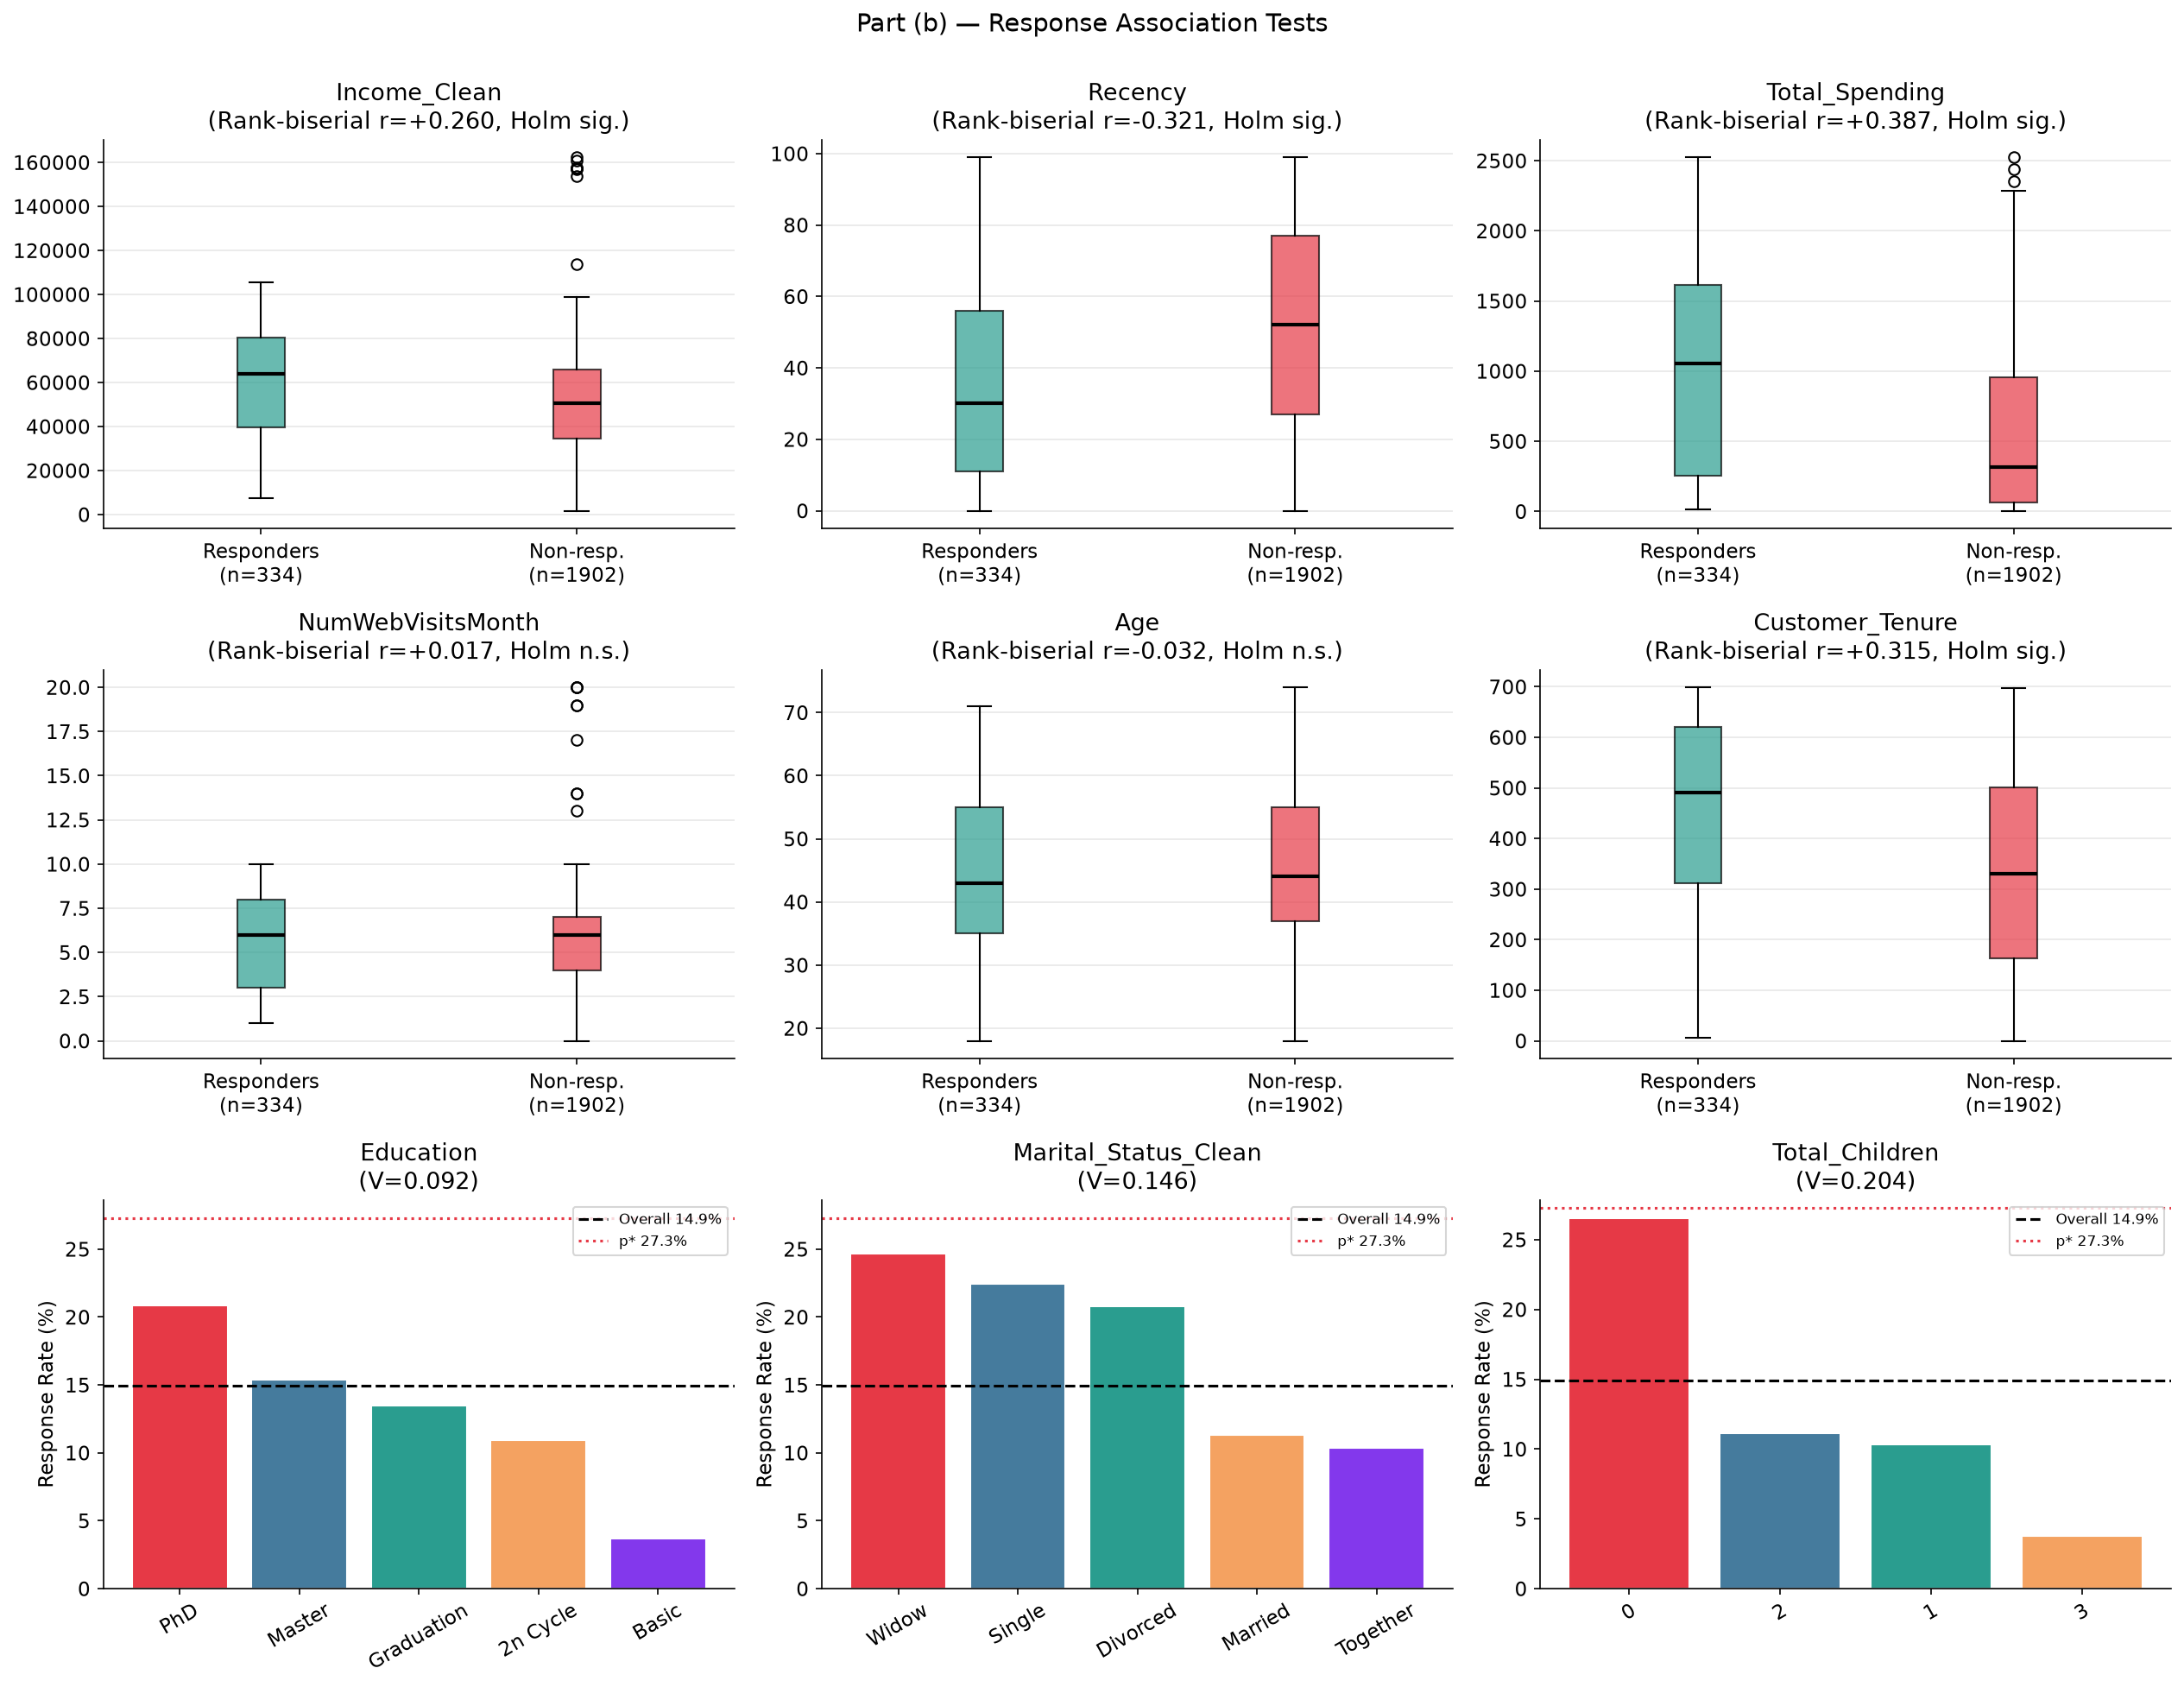 Part (b) — Response Association Tests
Income_Clean
(Rank-biserial r=+0.260, Holm sig.)
160000
140000
120000
100000
80000
60000
40000
20000
0
Responders
(n=334)
Non-resp.
(n=1902)
Recency
(Rank-biserial r=-0.321, Holm sig.)
100
80
60
40
20
0
Responders
(n=334)
Non-resp.
(n=1902)
Total_Spending
(Rank-biserial r=+0.387, Holm sig.)
2500
2000
1500
1000
500
0
Responders
(n=334)
Non-resp.
(n=1902)
NumWebVisitsMonth
(Rank-biserial r=+0.017, Holm n.s.)
20.0
17.5
15.0
12.5
10.0
7.5
5.0
2.5
0.0
Responders
(n=334)
Non-resp.
(n=1902)
Age
(Rank-biserial r=-0.032, Holm n.s.)
70
60
50
40
30
20
Responders
(n=334)
Non-resp.
(n=1902)
Customer_Tenure
(Rank-biserial r=+0.315, Holm sig.)
700
600
500
400
300
200
100
0
Responders
(n=334)
Non-resp.
(n=1902)
Education
(V=0.092)
Overall 14.9%
p* 27.3%
Response Rate (%)
25
20
15
10
5
0
PhD
Master
Graduation
2n Cycle
Basic
Marital_Status_Clean
(V=0.146)
Overall 14.9%
p* 27.3%
Response Rate (%)
25
20
15
10
5
0
Widow
Single
Divorced
Married
Together
Total_Children
(V=0.204)
Overall 14.9%
p* 27.3%
Response Rate (%)
25
20
15
10
5
0
0
2
1
3